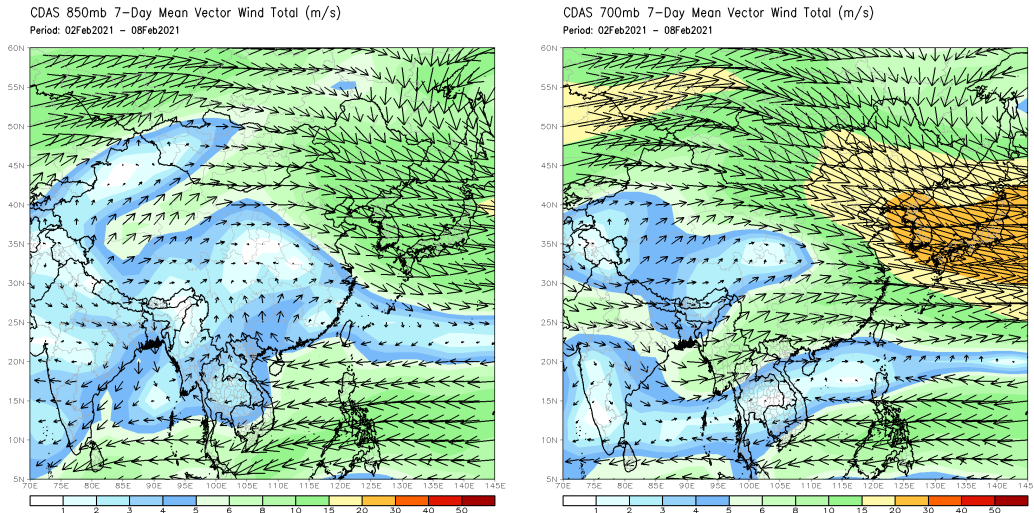 CDAS 850mb 7-Day Mean Vector Wind Total (m/s)
Period: 02Feb2021 - 08Feb2021
60N
55N
50N
45N
40N
35N
30N
25N
20N
15N
10N
5N
70E 75E 80E 85E 90E 95E 100E 105E 110E 115E 120E 125E 130E 135E 140E 145E
1 2 3 4 5 6 8 10 15 20 30 40 50
CDAS 700mb 7-Day Mean Vector Wind Total (m/s)
Period: 02Feb2021 - 08Feb2021
60N
55N
50N
45N
40N
35N
30N
25N
20N
15N
10N
5N
70E 75E 80E 85E 90E 95E 100E 105E 110E 115E 120E 125E 130E 135E 140E 145E
1 2 3 4 5 6 8 10 15 20 30 40 50